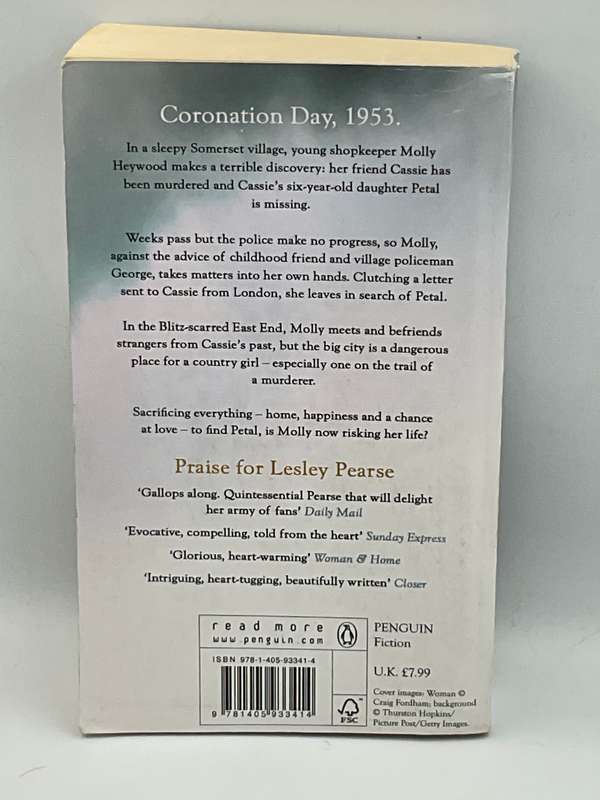 Coronation Day, 1953.
In a sleepy Somerset village, young shopkeeper Molly
Heywood makes a terrible discovery: her friend Cassie has
been murdered and Cassie's six-year-old daughter Petal
is missing.
Weeks pass but the police make no progress, so Molly,
against the advice of childhood friend and village policeman
George, takes matters into her own hands. Clutching a letter
sent to Cassie from London, she leaves in search of Petal.
In the Blitz-scarred East End, Molly meets and befriends
strangers from Cassie's past, but the big city is a dangerous
place for a country girl – especially one on the trail of
a murderer.
Sacrificing everything – home, happiness and a chance
at love – to find Petal, is Molly now risking her life?
Praise for Lesley Pearse
'Gallops along. Quintessential Pearse that will delight
her army of fans' Daily Mail
'Evocative, compelling, told from the heart' Sunday Express
'Glorious, heart-warming' Woman & Home
'Intriguing, heart-tugging, beautifully written' Closer
read more
www.penguin.com
PENGUIN
Fiction
ISBN 978-1-405-93341-4
9 781405 933414
FSC
U.K. £7.99
Cover images: Woman ©
Craig Fordham; background
© Thurston Hopkins/
Picture Post/Getty Images.